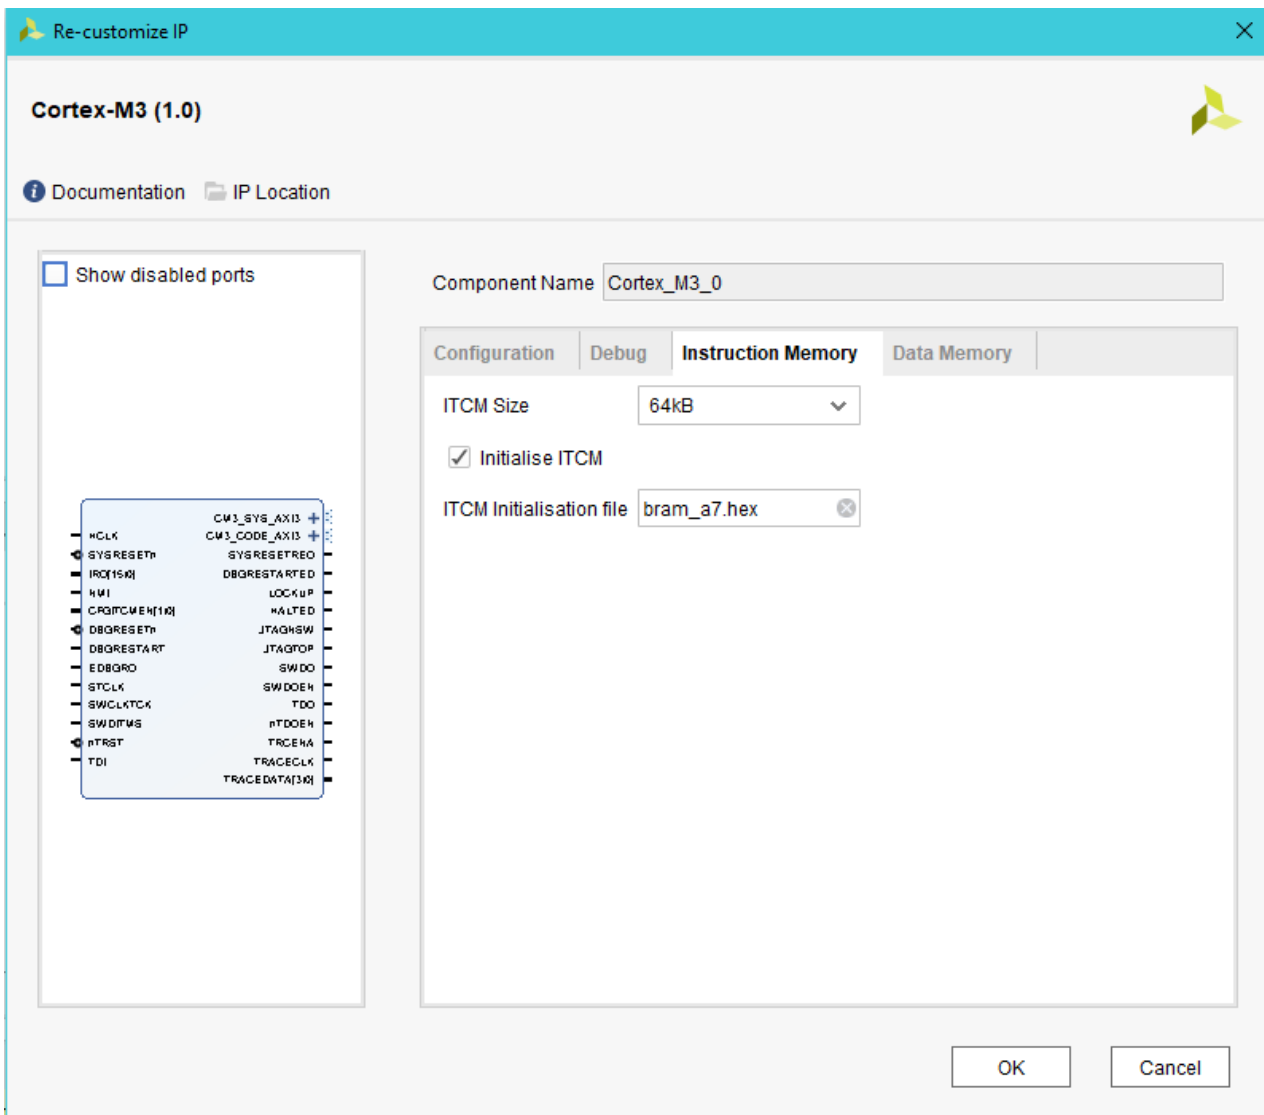 Re-customize IP
Cortex-M3 (1.0)
Documentation IP Location
Show disabled ports
Component Name Cortex_M3_0
Configuration Debug Instruction Memory Data Memory
ITCM Size 64kB
Initialise ITCM
ITCM Initialisation file bram_a7.hex
CM3_SYS_AXI3
HCLK CM3_CODE_AXI3
SYSRESETn SYSRESETREQ
IRQ[15:0] DBGRESTARTED
NMI LOCKUP
CFGITCMEN[1:0] HALTED
DBGRESETn JTAGNSW
DBGRESTART JTAGTOP
EDBGRQ SWDO
STCLK SWDOEN
SWCLKTCK TDO
SWDITMS nTDOEN
nTRST TRCENA
TDI TRACECLK
TRACEDATA[3:0]
OK Cancel